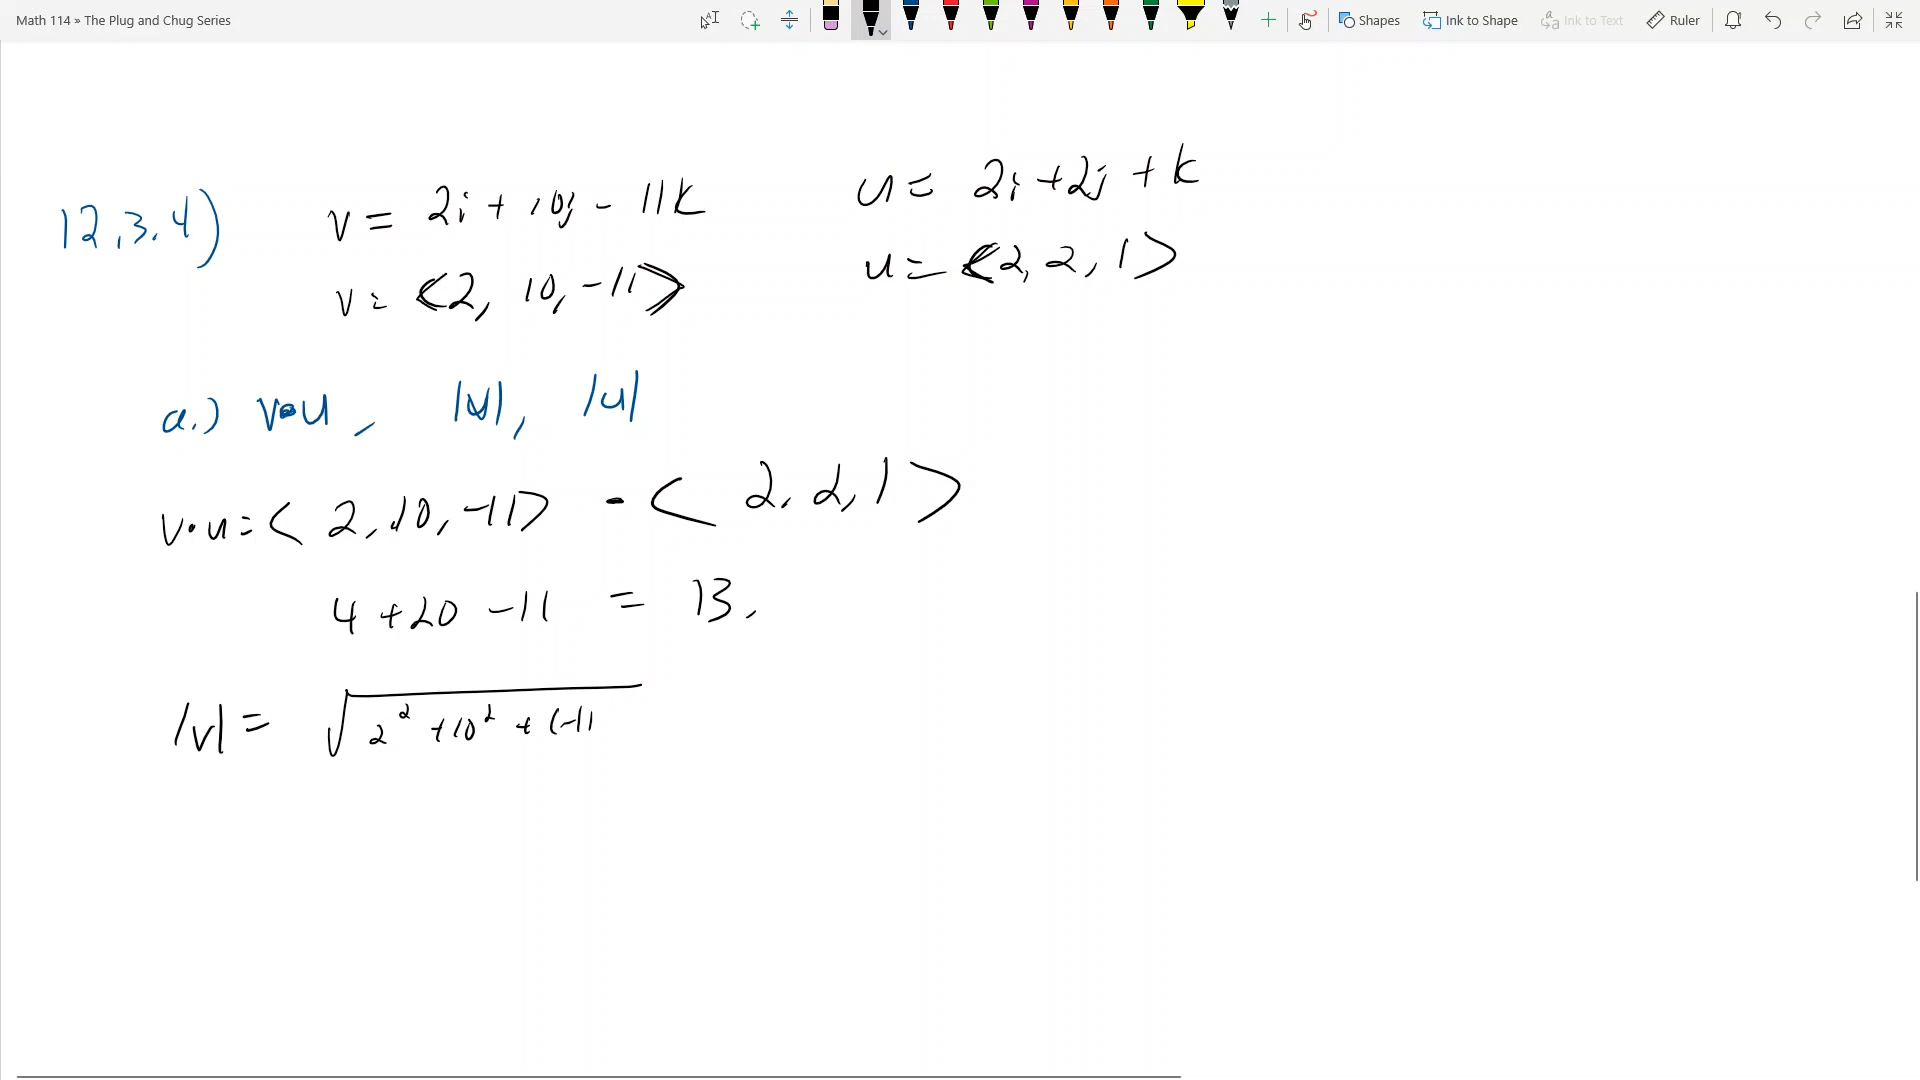 Math 114 » The Plug and Chug Series
Shapes
Ink to Shape
Ink to Text
Ruler
12.3.4)
v = 2i + 10j - 11k
u = 2i + 2j + k
v = <2, 10, -11>
u = <2, 2, 1>
a.) v•u, |v|, |u|
v•u = < 2, 10, -11> • < 2, 2, 1 >
4 + 20 - 11 = 13,
|v| = √2² + 10² + (-11